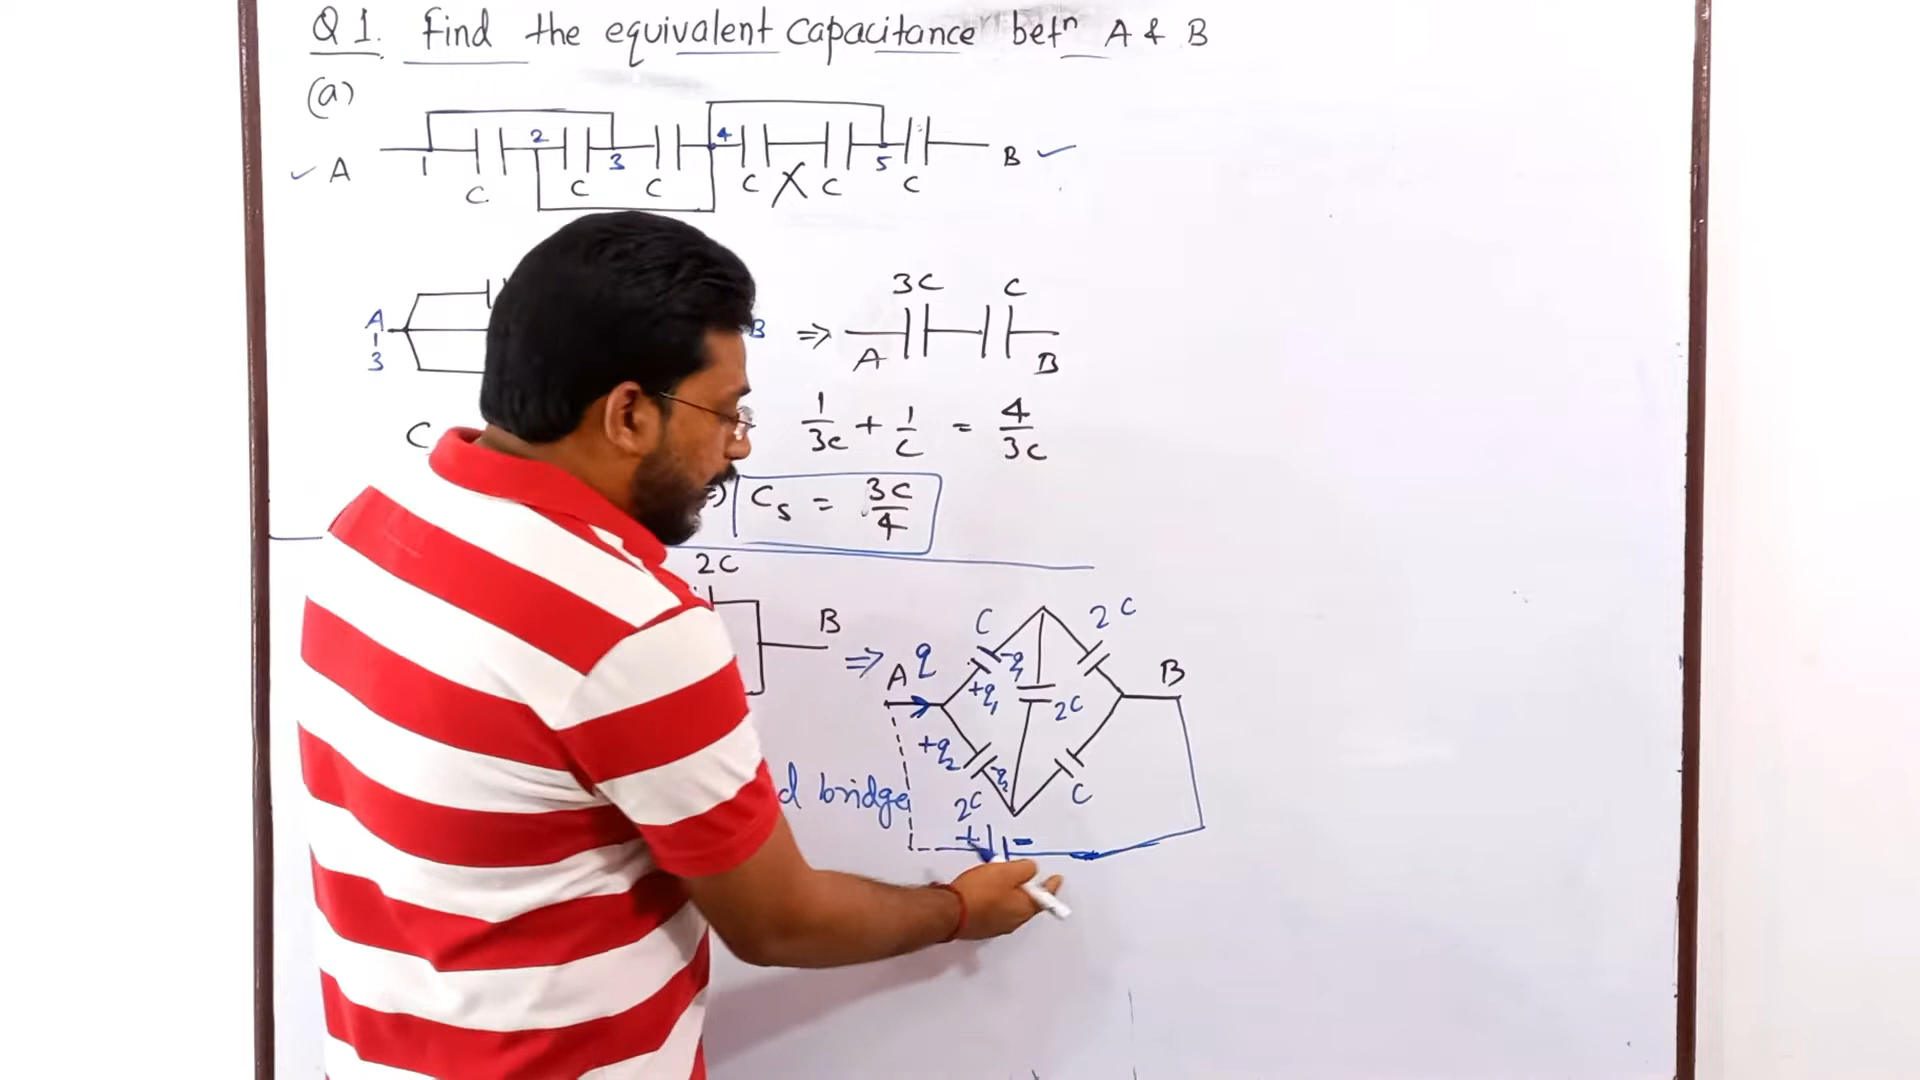 Q 1. Find the equivalent capacitance betⁿ A & B
(a)
1 2 3 4 5
A C C C C X C C B
3C C
A 1 3 B ⇒ A B
C 1/3c + 1/c = 4/3c
Cs = 3c/4
2C
B ⇒ q A C 2C B
+q₁ -q₁ 2C
+q₂ -q₂ 2C C
d bridge
+ -